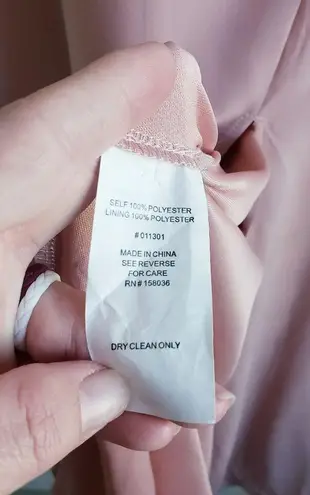 SELF 100% POLYESTER
LINING 100% POLYESTER
# 011301
MADE IN CHINA
SEE REVERSE
FOR CARE
RN# 158036
DRY CLEAN ONLY